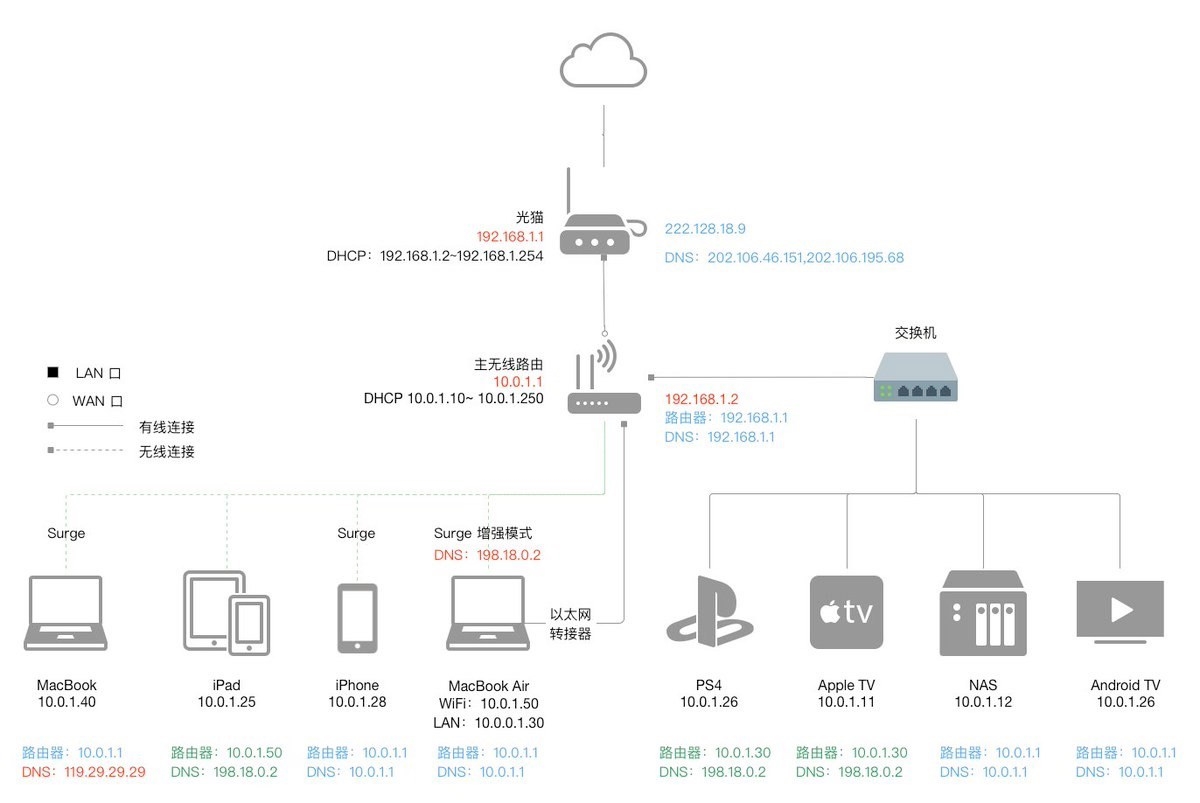 光猫
192.168.1.1
DHCP：192.168.1.2~192.168.1.254
222.128.18.9
DNS：202.106.46.151,202.106.195.68
交换机
主无线路由
10.0.1.1
DHCP 10.0.1.10~ 10.0.1.250
192.168.1.2
路由器：192.168.1.1
DNS：192.168.1.1
LAN 口
WAN 口
有线连接
无线连接
Surge
Surge
Surge 增强模式
DNS：198.18.0.2
以太网
转接器
tv
MacBook
10.0.1.40
路由器：10.0.1.1
DNS：119.29.29.29
iPad
10.0.1.25
路由器：10.0.1.50
DNS：198.18.0.2
iPhone
10.0.1.28
路由器：10.0.1.1
DNS：10.0.1.1
MacBook Air
WiFi：10.0.1.50
LAN：10.0.0.1.30
路由器：10.0.1.1
DNS：10.0.1.1
PS4
10.0.1.26
路由器：10.0.1.30
DNS：198.18.0.2
Apple TV
10.0.1.11
路由器：10.0.1.30
DNS：198.18.0.2
NAS
10.0.1.12
路由器：10.0.1.1
DNS：10.0.1.1
Android TV
10.0.1.26
路由器：10.0.1.1
DNS：10.0.1.1